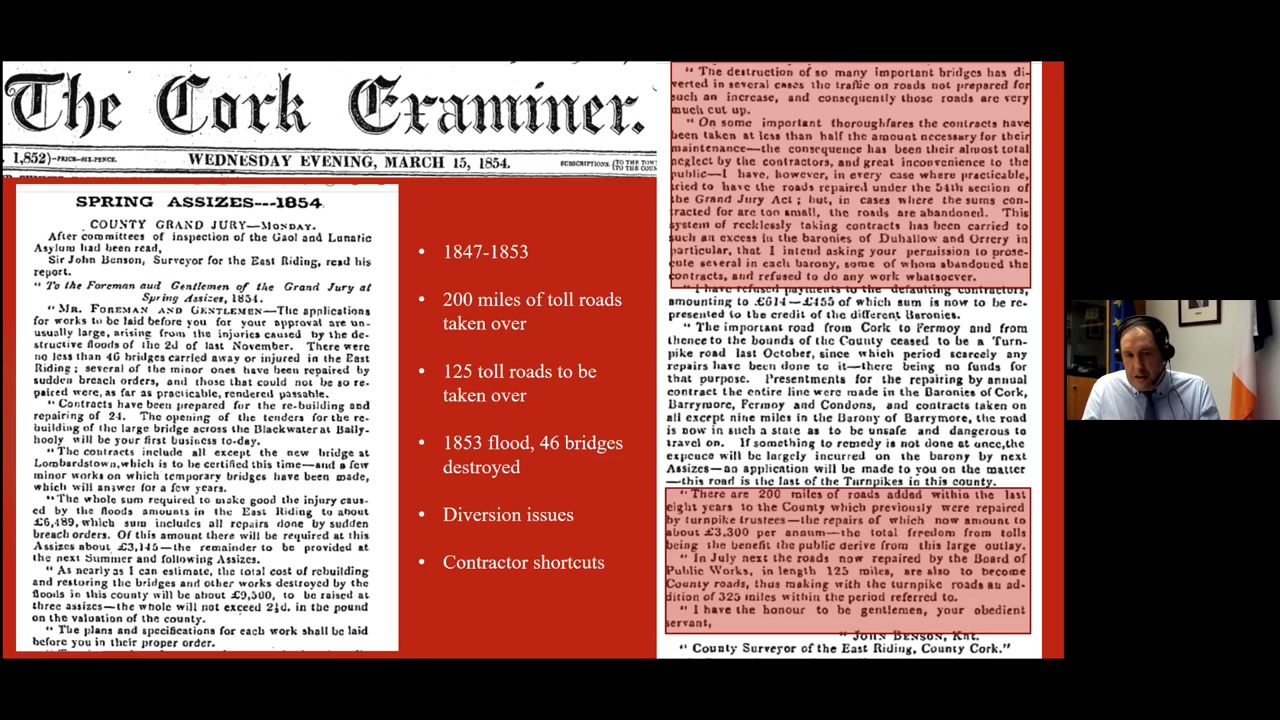 The Cork Examiner.
1,852)—PRICE—SIX-PENCE.
WEDNESDAY EVENING, MARCH 15, 1854.
SUBSCRIPTIONS.
SPRING ASSIZES---1854.
COUNTY GRAND JURY—MONDAY.
After committees of inspection of the Gaol and Lunatic
Asylum had been read,
Sir John Benson, Surveyor for the East Riding, read his
report.
"To the Foreman and Gentlemen of the Grand Jury at
Spring Assizes, 1854.
"MR. FOREMAN AND GENTLEMEN—The applications
for works to be laid before you for your approval are un-
usually large, arising from the injuries caused by the de-
structive floods of the 2d of last November. There were
no less than 46 bridges carried away or injured in the East
Riding; several of the minor ones have been repaired by
sudden breach orders, and those that could not be so re-
paired were, as far as practicable, rendered passable.
"Contracts have been prepared for the re-building and
repairing of 24. The opening of the tenders for the re-
building of the large bridge across the Blackwater at Bally-
hooly will be your first business to-day.
"The contracts include all except the new bridge at
Lombardstown, which is to be certified this time—and a few
minor works on which temporary bridges have been made,
which will answer for a few years.
"The whole sum required to make good the injury caus-
ed by the floods amounts in the East Riding to about
£6,489, which sum includes all repairs done by sudden
breach orders. Of this amount there will be required at this
Assizes about £3,145—the remainder to be provided at
the next Summer and following Assizes.
"As nearly as I can estimate, the total cost of rebuilding
and restoring the bridges and other works destroyed by the
floods in this county will be about £9,500, to be raised at
three assizes—the whole will not exceed 2½d. in the pound
on the valuation of the county.
"The plans and specifications for each work shall be laid
before you in their proper order.
• 1847-1853
• 200 miles of toll roads
taken over
• 125 toll roads to be
taken over
• 1853 flood, 46 bridges
destroyed
• Diversion issues
• Contractor shortcuts
"The destruction of so many important bridges has di-
verted in several cases the traffic on roads not prepared for
such an increase, and consequently those roads are very
much cut up.
"On some important thoroughfares the contracts have
been taken at less than half the amount necessary for their
maintenance—the consequence has been their almost total
neglect by the contractors, and great inconvenience to the
public—I have, however, in every case where practicable,
tried to have the roads repaired under the 54th section of
the Grand Jury Act; but, in cases where the sums con-
tracted for are too small, the roads are abandoned. This
system of recklessly taking contracts has been carried to
such an excess in the baronies of Duhallow and Orrery in
particular, that I intend asking your permission to prose-
cute several in each barony, some of whom abandoned the
contracts, and refused to do any work whatsoever.
"I have refused payments to the defaulting contractors,
amounting to £614—£455 of which sum is now to be re-
presented to the credit of the different Baronies.
"The important road from Cork to Fermoy and from
thence to the bounds of the County ceased to be a Turn-
pike road last October, since which period scarcely any
repairs have been done to it—there being no funds for
that purpose. Presentments for the repairing by annual
contract the entire line were made in the Baronies of Cork,
Barrymore, Fermoy and Condons, and contracts taken on
all except nine miles in the Barony of Barrymore, the road
is now in such a state as to be unsafe and dangerous to
travel on. If something to remedy is not done at once, the
expence will be largely incurred on the barony by next
Assizes—an application will be made to you on the matter
—this road is the last of the Turnpikes in this county.
"There are 200 miles of roads added within the last
eight years to the County which previously were repaired
by turnpike trustees—the repairs of which now amount to
about £3,300 per annum—the total freedom from tolls
being the benefit the public derive from this large outlay.
"In July next the roads now repaired by the Board of
Public Works, in length 125 miles, are also to become
County roads, thus making with the turnpike roads an ad-
dition of 325 miles within the period referred to.
"I have the honour to be gentlemen, your obedient
servant,
"JOHN BENSON, Knt.
"County Surveyor of the East Riding, County Cork."